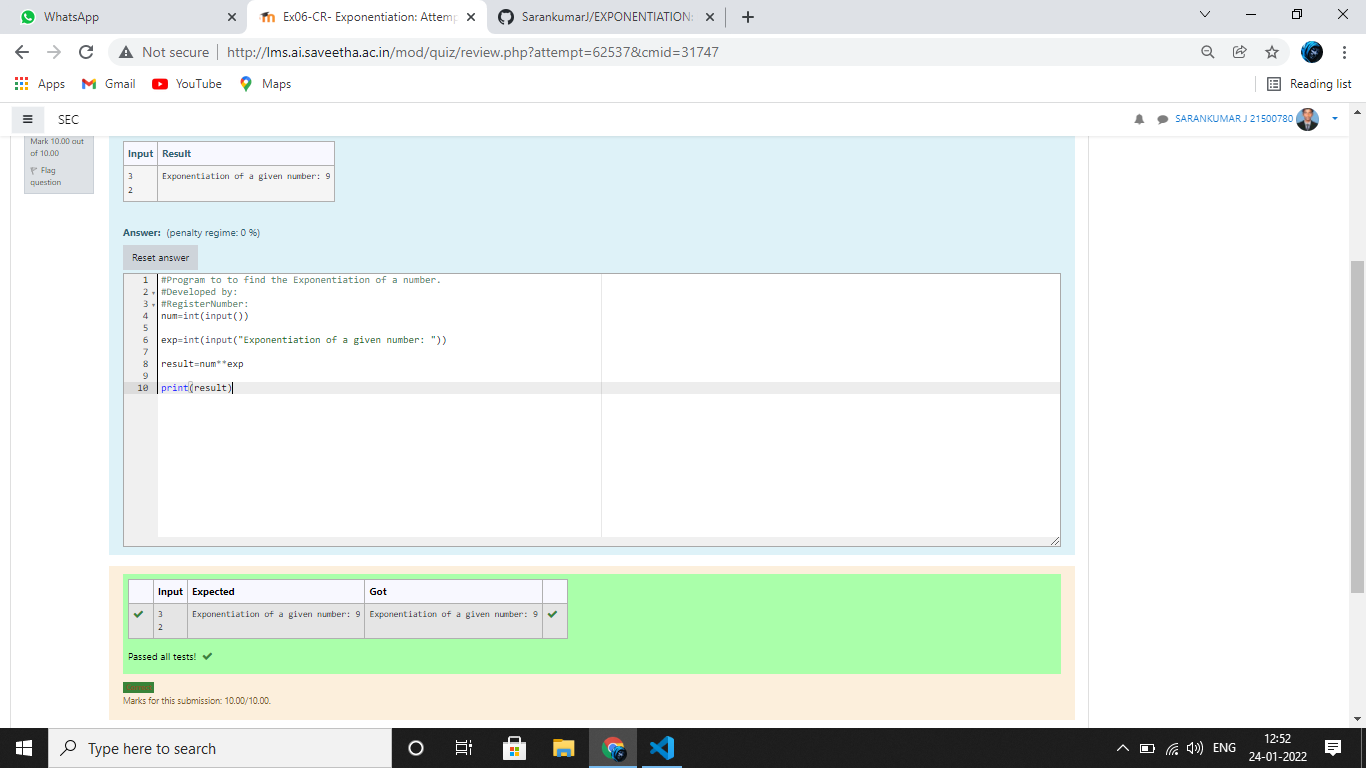 WhatsApp
Ex06-CR- Exponentiation: Attemp
SarankumarJ/EXPONENTIATION:
Not secure http://lms.ai.saveetha.ac.in/mod/quiz/review.php?attempt=62537&cmid=31747
Apps Gmail YouTube Maps Reading list
SEC SARANKUMAR J 21500780
Mark 10.00 out
of 10.00
Flag
question
Input Result
3 Exponentiation of a given number: 9
2
Answer: (penalty regime: 0 %)
Reset answer
1 #Program to to find the Exponentiation of a number.
2 #Developed by:
3 #RegisterNumber:
4 num=int(input())
5
6 exp=int(input("Exponentiation of a given number: "))
7
8 result=num**exp
9
10 print(result)
Input Expected Got
3 Exponentiation of a given number: 9 Exponentiation of a given number: 9
2
Passed all tests!
Marks for this submission: 10.00/10.00.
Type here to search
ENG
12:52
24-01-2022